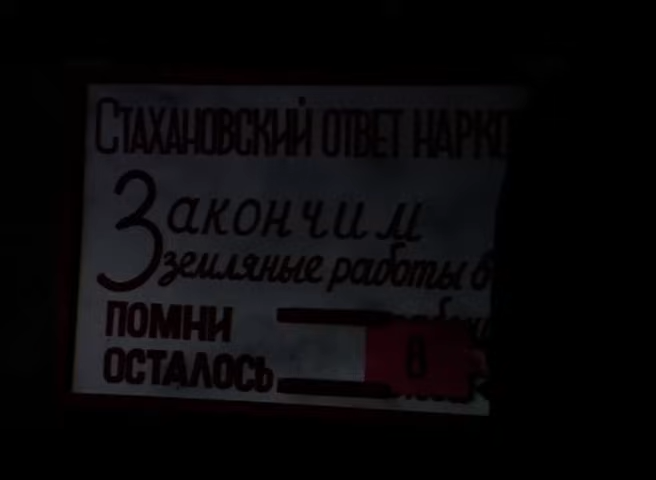 СТАХАНОВСКИЙ ОТВЕТ НАРКО
Закончим
земляные работы
ПОМНИ
ОСТАЛОСЬ 8